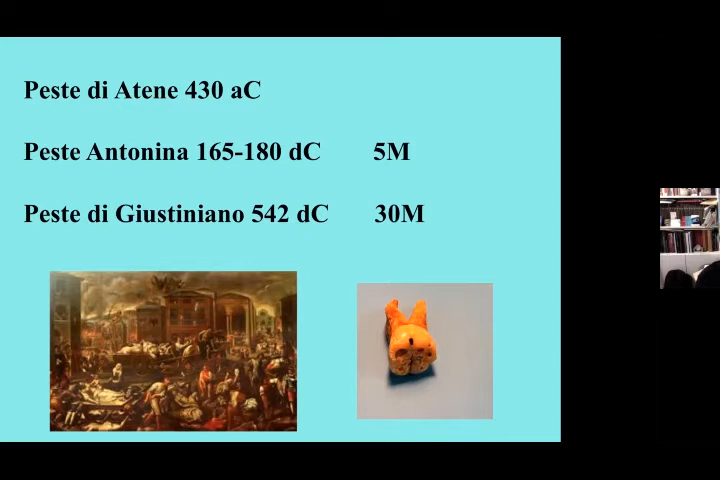 Peste di Atene 430 aC
Peste Antonina 165-180 dC 5M
Peste di Giustiniano 542 dC 30M